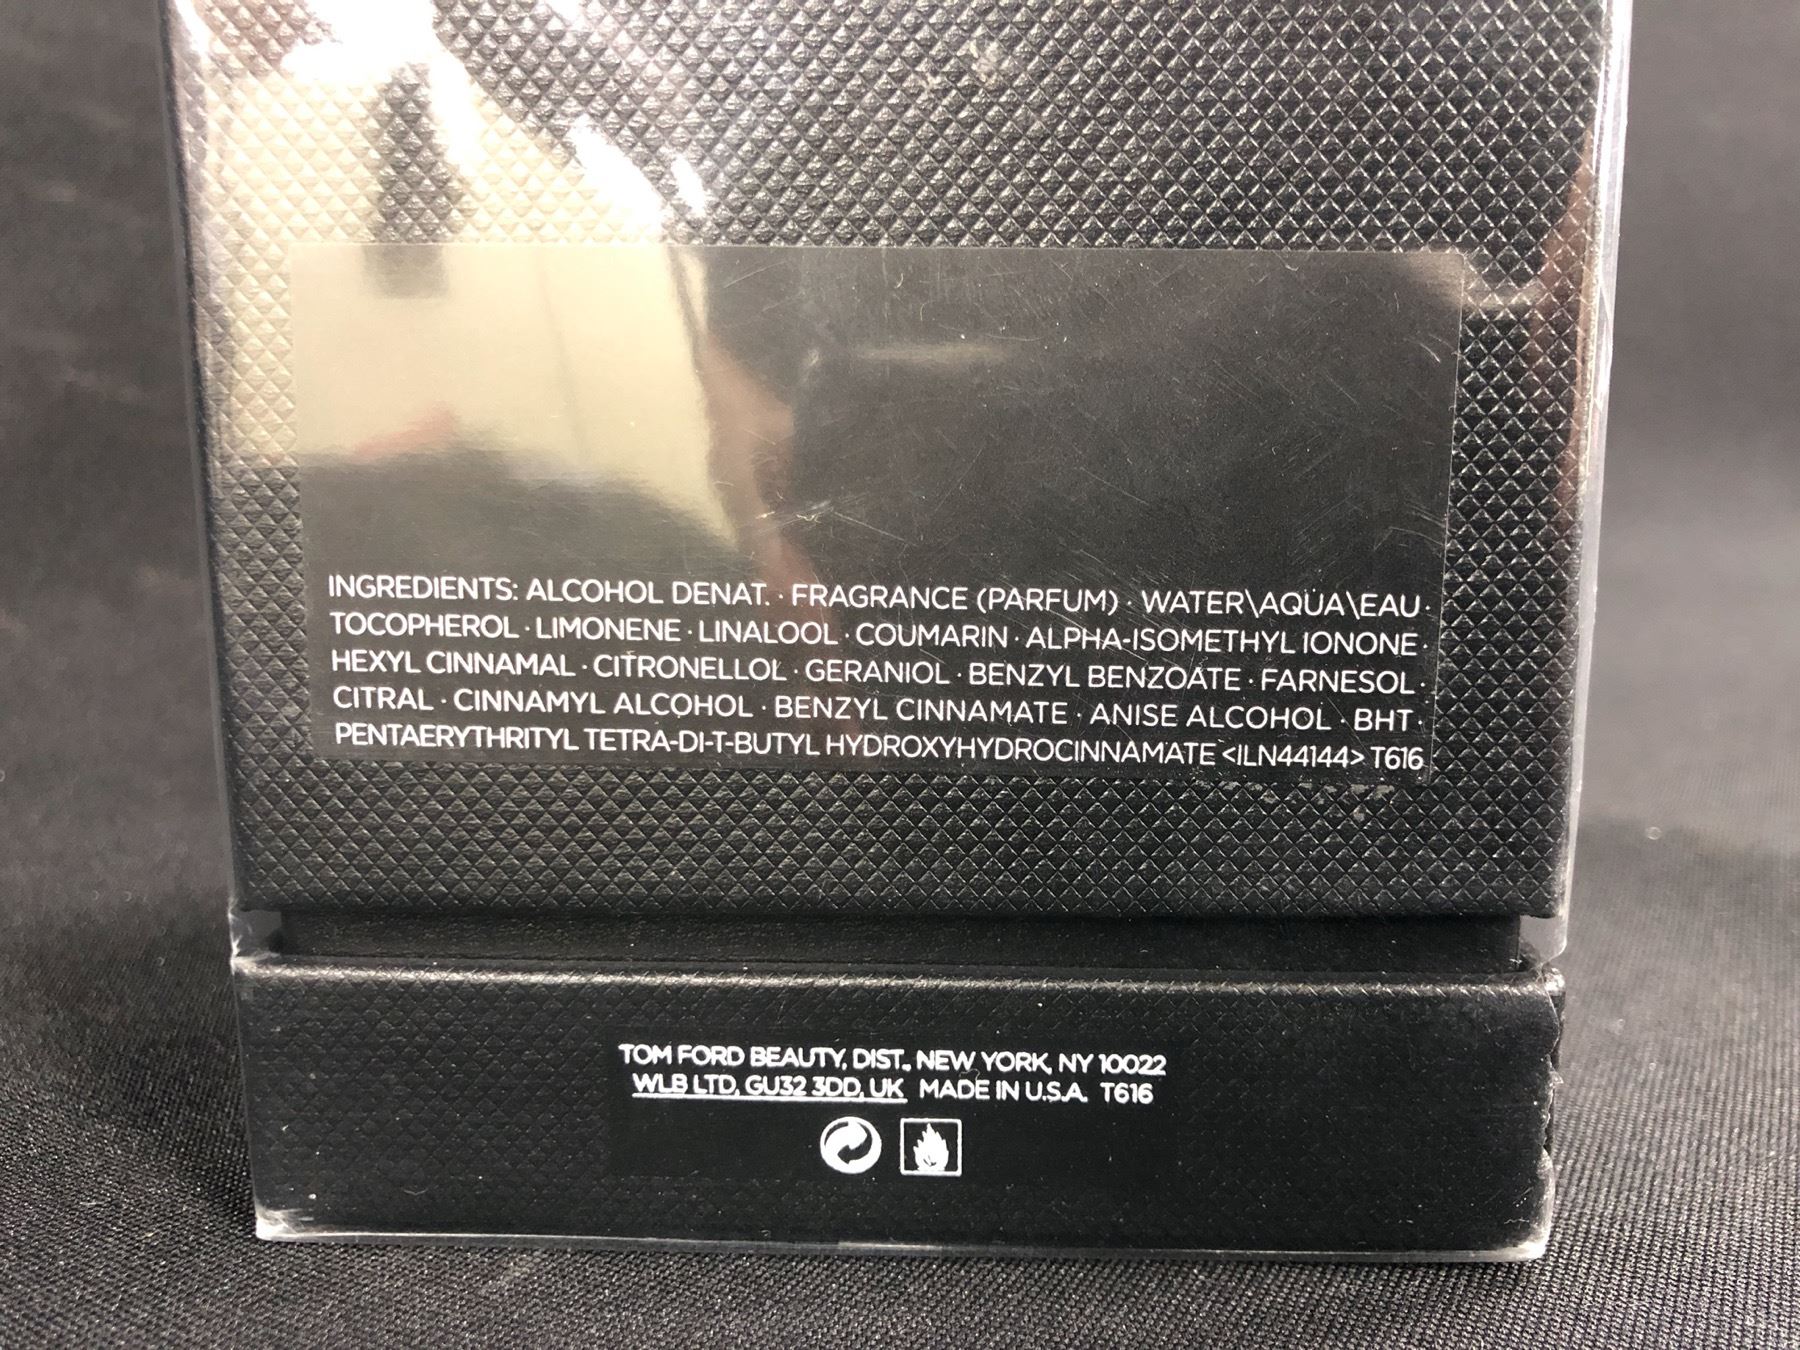 INGREDIENTS: ALCOHOL DENAT. · FRAGRANCE (PARFUM) · WATER\AQUA\EAU ·
TOCOPHEROL · LIMONENE · LINALOOL · COUMARIN · ALPHA-ISOMETHYL IONONE ·
HEXYL CINNAMAL · CITRONELLOL · GERANIOL · BENZYL BENZOATE · FARNESOL ·
CITRAL · CINNAMYL ALCOHOL · BENZYL CINNAMATE · ANISE ALCOHOL · BHT ·
PENTAERYTHRITYL TETRA-DI-T-BUTYL HYDROXYHYDROCINNAMATE <ILN44144> T616
TOM FORD BEAUTY, DIST., NEW YORK, NY 10022
WLB LTD, GU32 3DD, UK MADE IN U.S.A. T616